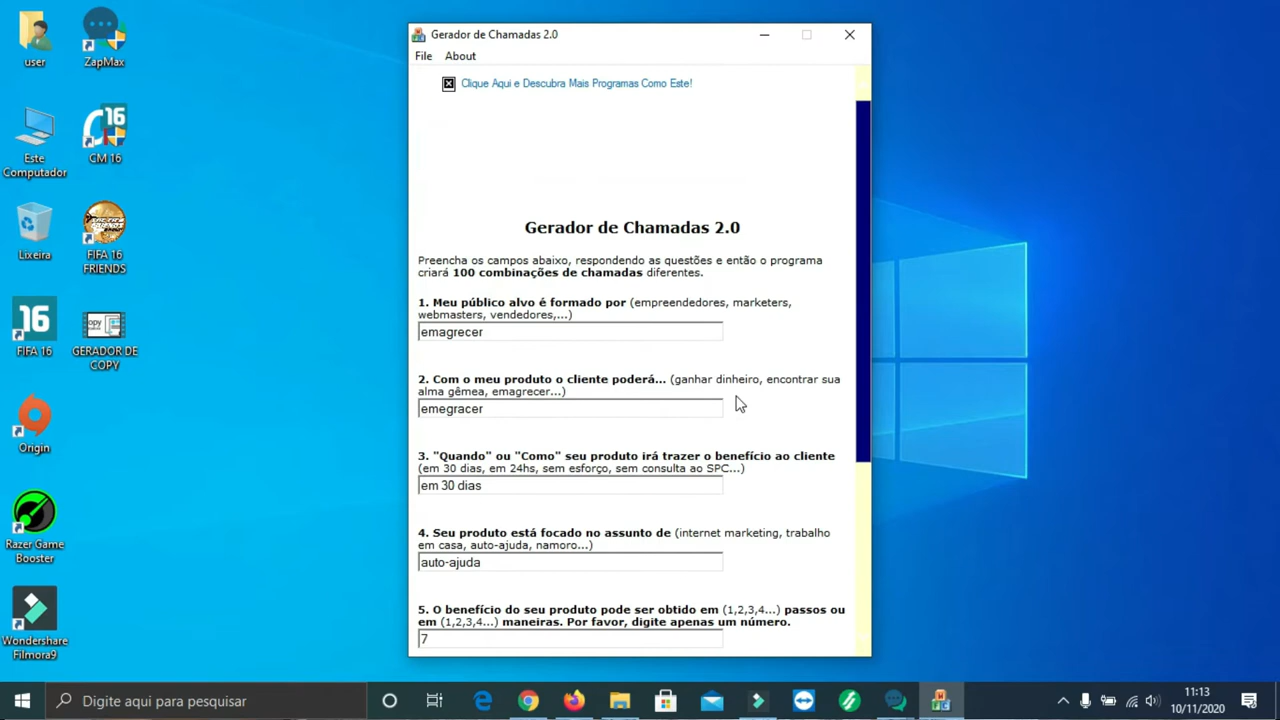 user
ZapMax
Este
Computador
CM 16
Lixeira
FIFA 16
FRIENDS
16
FIFA 16
copy
GERADOR DE
COPY
Origin
Razer Game
Booster
Wondershare
Filmora9
Gerador de Chamadas 2.0
File About
Clique Aqui e Descubra Mais Programas Como Este!
Gerador de Chamadas 2.0
Preencha os campos abaixo, respondendo as questões e então o programa
criará 100 combinações de chamadas diferentes.
1. Meu público alvo é formado por (empreendedores, marketers,
webmasters, vendedores,...)
emagrecer
2. Com o meu produto o cliente poderá... (ganhar dinheiro, encontrar sua
alma gêmea, emagrecer...)
emegracer
3. "Quando" ou "Como" seu produto irá trazer o benefício ao cliente
(em 30 dias, em 24hs, sem esforço, sem consulta ao SPC...)
em 30 dias
4. Seu produto está focado no assunto de (internet marketing, trabalho
em casa, auto-ajuda, namoro...)
auto-ajuda
5. O benefício do seu produto pode ser obtido em (1,2,3,4...) passos ou
em (1,2,3,4...) maneiras. Por favor, digite apenas um número.
7
Digite aqui para pesquisar
11:13
10/11/2020